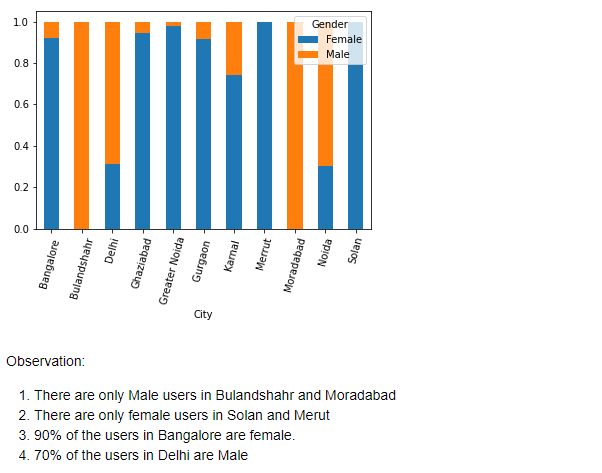 1.0
0.8
0.6
0.4
0.2
0.0
Gender
Female
Male
Bangalore
Bulandshahr
Delhi
Ghaziabad
Greater Noida
Gurgaon
Karnal
Merrut
Moradabad
Noida
Solan
City
Observation:
1. There are only Male users in Bulandshahr and Moradabad
2. There are only female users in Solan and Merut
3. 90% of the users in Bangalore are female.
4. 70% of the users in Delhi are Male